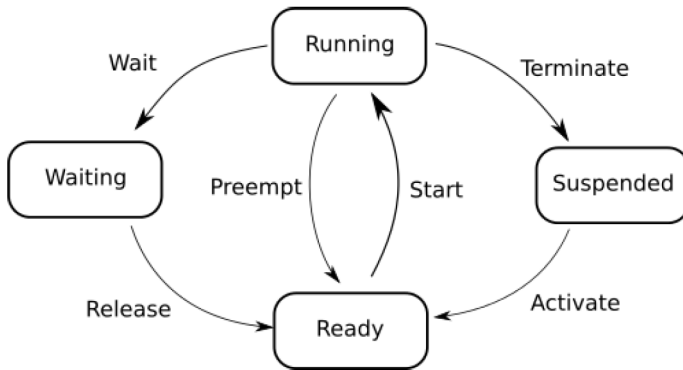 Running
Wait
Terminate
Waiting
Preempt
Start
Suspended
Release
Ready
Activate